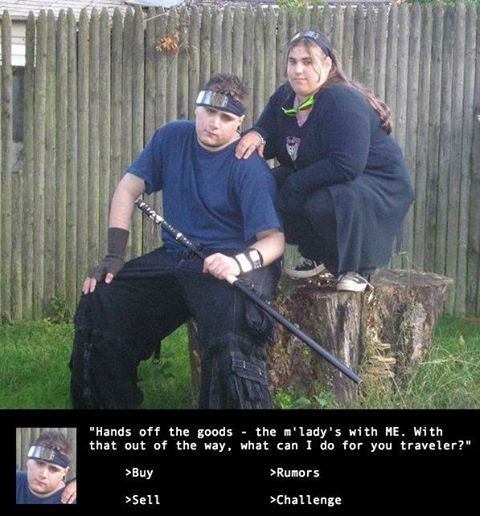 "Hands off the goods - the m'lady's with ME. With
that out of the way, what can I do for you traveler?"
>Buy >Rumors
>Sell >Challenge